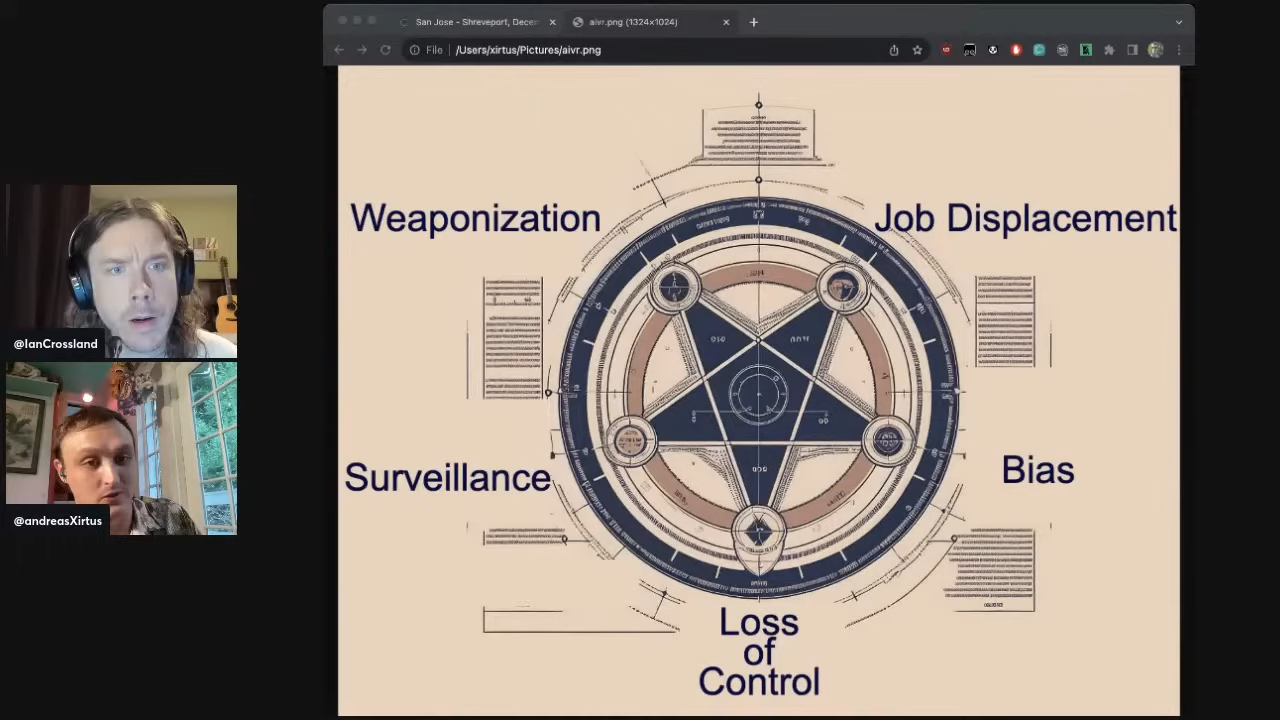 San Jose - Shreveport, Decem
aivr.png (1324×1024)
File
/Users/xirtus/Pictures/aivr.png
Weaponization
Job Displacement
@IanCrossland
Surveillance
Bias
@andreasXirtus
Loss
of
Control